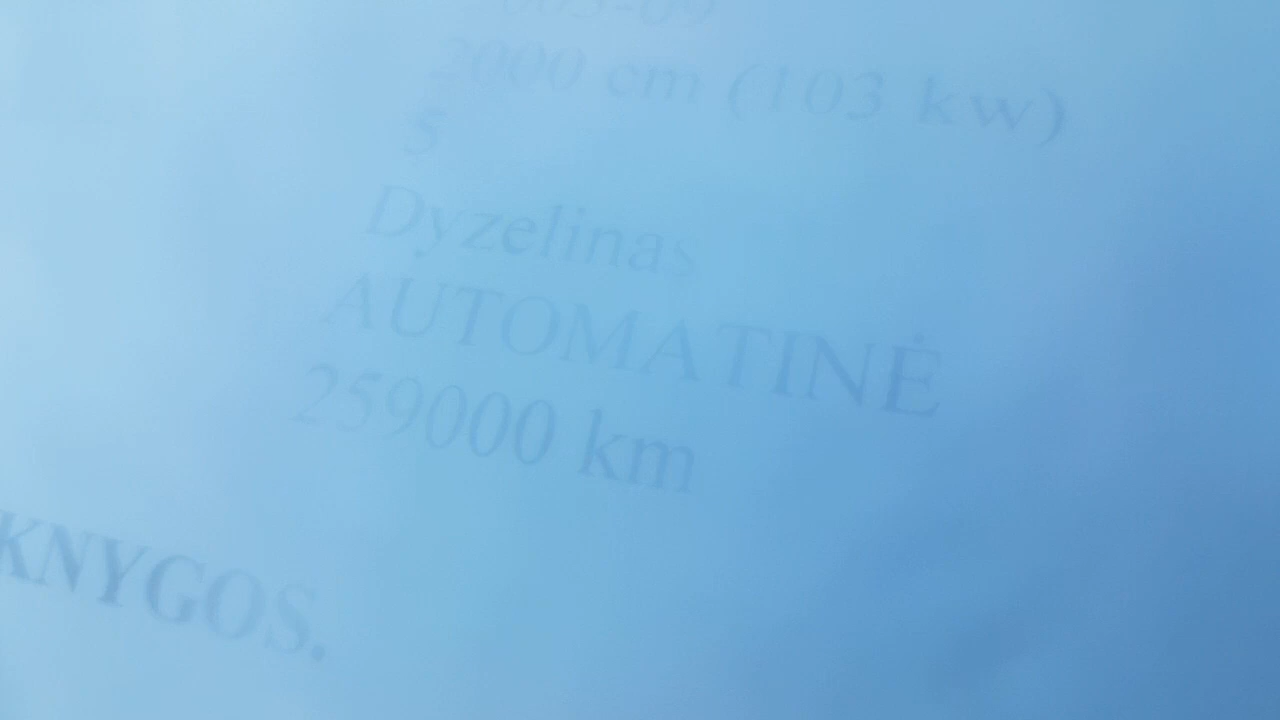 2000 cm (103 kw)
5
Dyzelinas
AUTOMATINĖ
259000 km
KNYGOS.